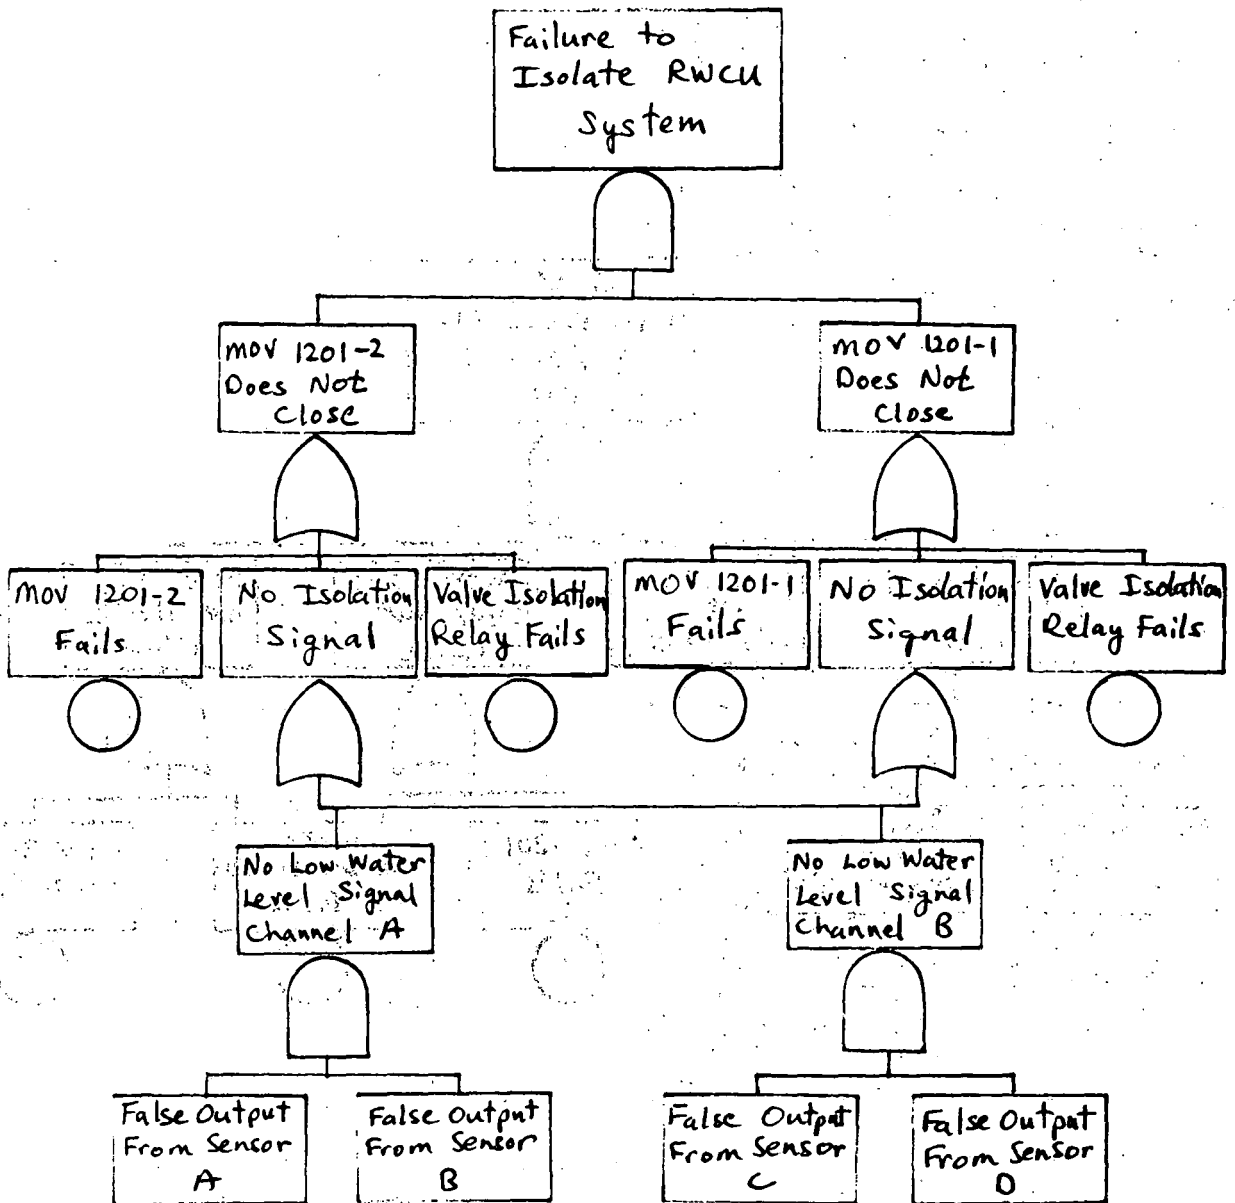 Failure to
Isolate RWCU
System
MOV 1201-2
Does Not
Close
MOV 1201-1
Does Not
Close
MOV 1201-2
Fails
No Isolation
Signal
Valve Isolation
Relay Fails
MOV 1201-1
Fails
No Isolation
Signal
Valve Isolation
Relay Fails
No Low Water
Level Signal
Channel A
No Low Water
Level Signal
Channel B
False Output
From Sensor
A
False Output
From Sensor
B
False Output
From Sensor
C
False Output
From Sensor
D